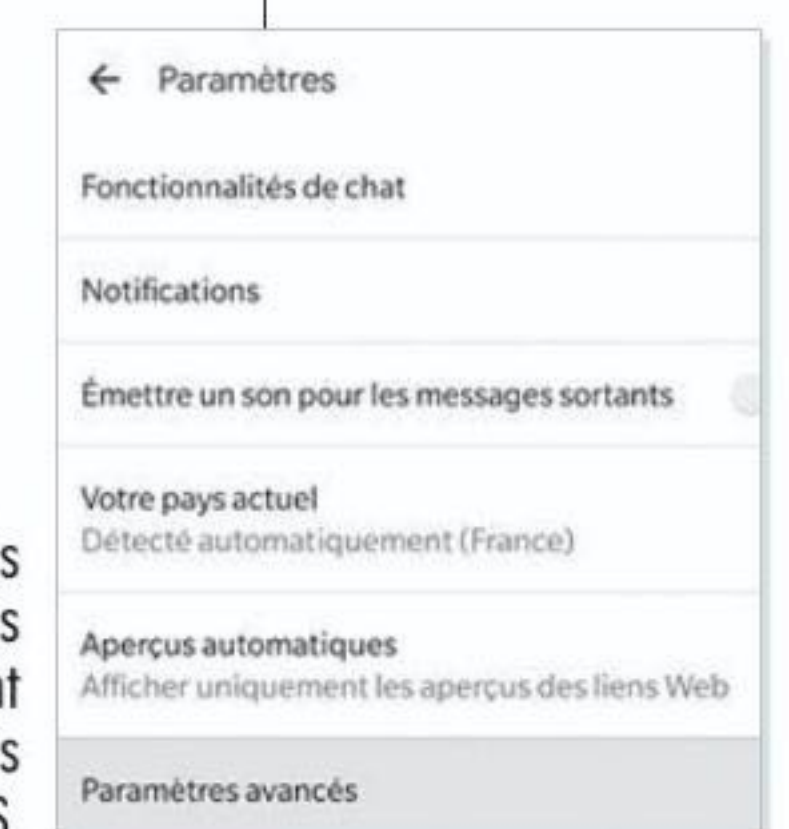 ← Paramètres
Fonctionnalités de chat
Notifications
Émettre un son pour les messages sortants
Votre pays actuel
Détecté automatiquement (France)
s
Aperçus automatiques
s
Afficher uniquement les aperçus des liens Web
nt
Paramètres avancés
s